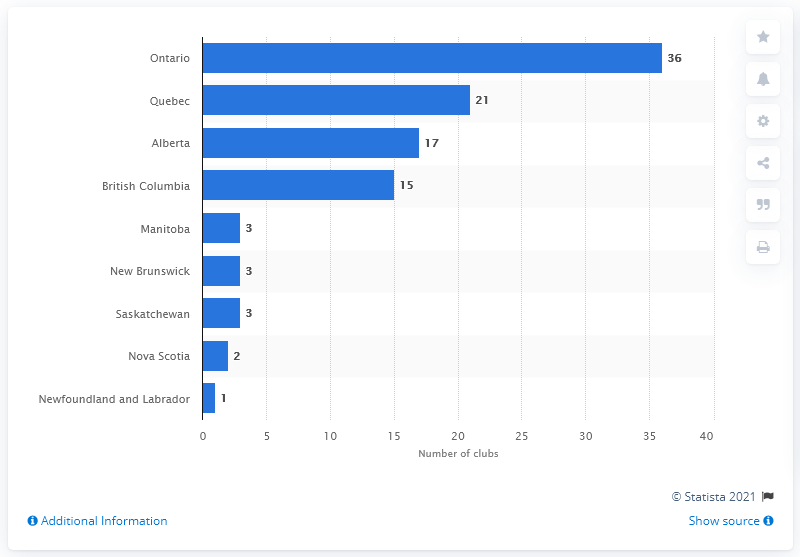 Ontario 36
Quebec 21
Alberta 17
British Columbia 15
Manitoba 3
New Brunswick 3
Saskatchewan 3
Nova Scotia 2
Newfoundland and Labrador 1
0 5 10 15 20 25 30 35 40
Number of clubs
© Statista 2021
Additional Information Show source